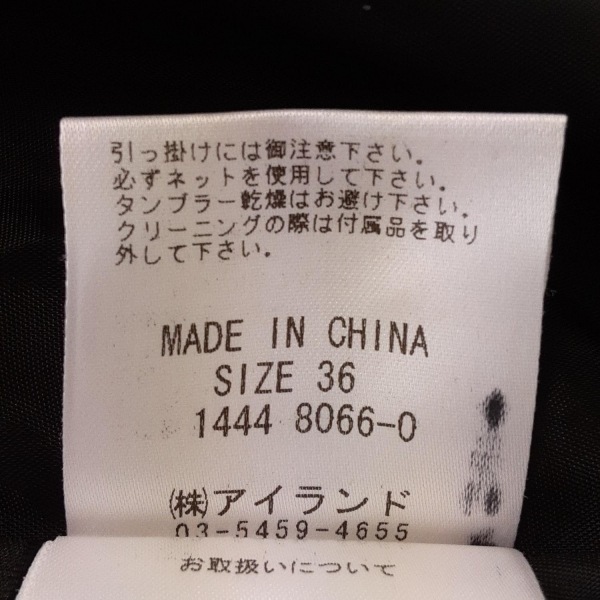 引っ掛けには御注意下さい。
必ずネットを使用して下さい。
タンブラー乾燥はお避け下さい。
クリーニングの際は付属品を取り
外して下さい。
MADE IN CHINA
SIZE 36
1444 8066-0
㈱アイランド
03-5459-4655
お取扱いについて